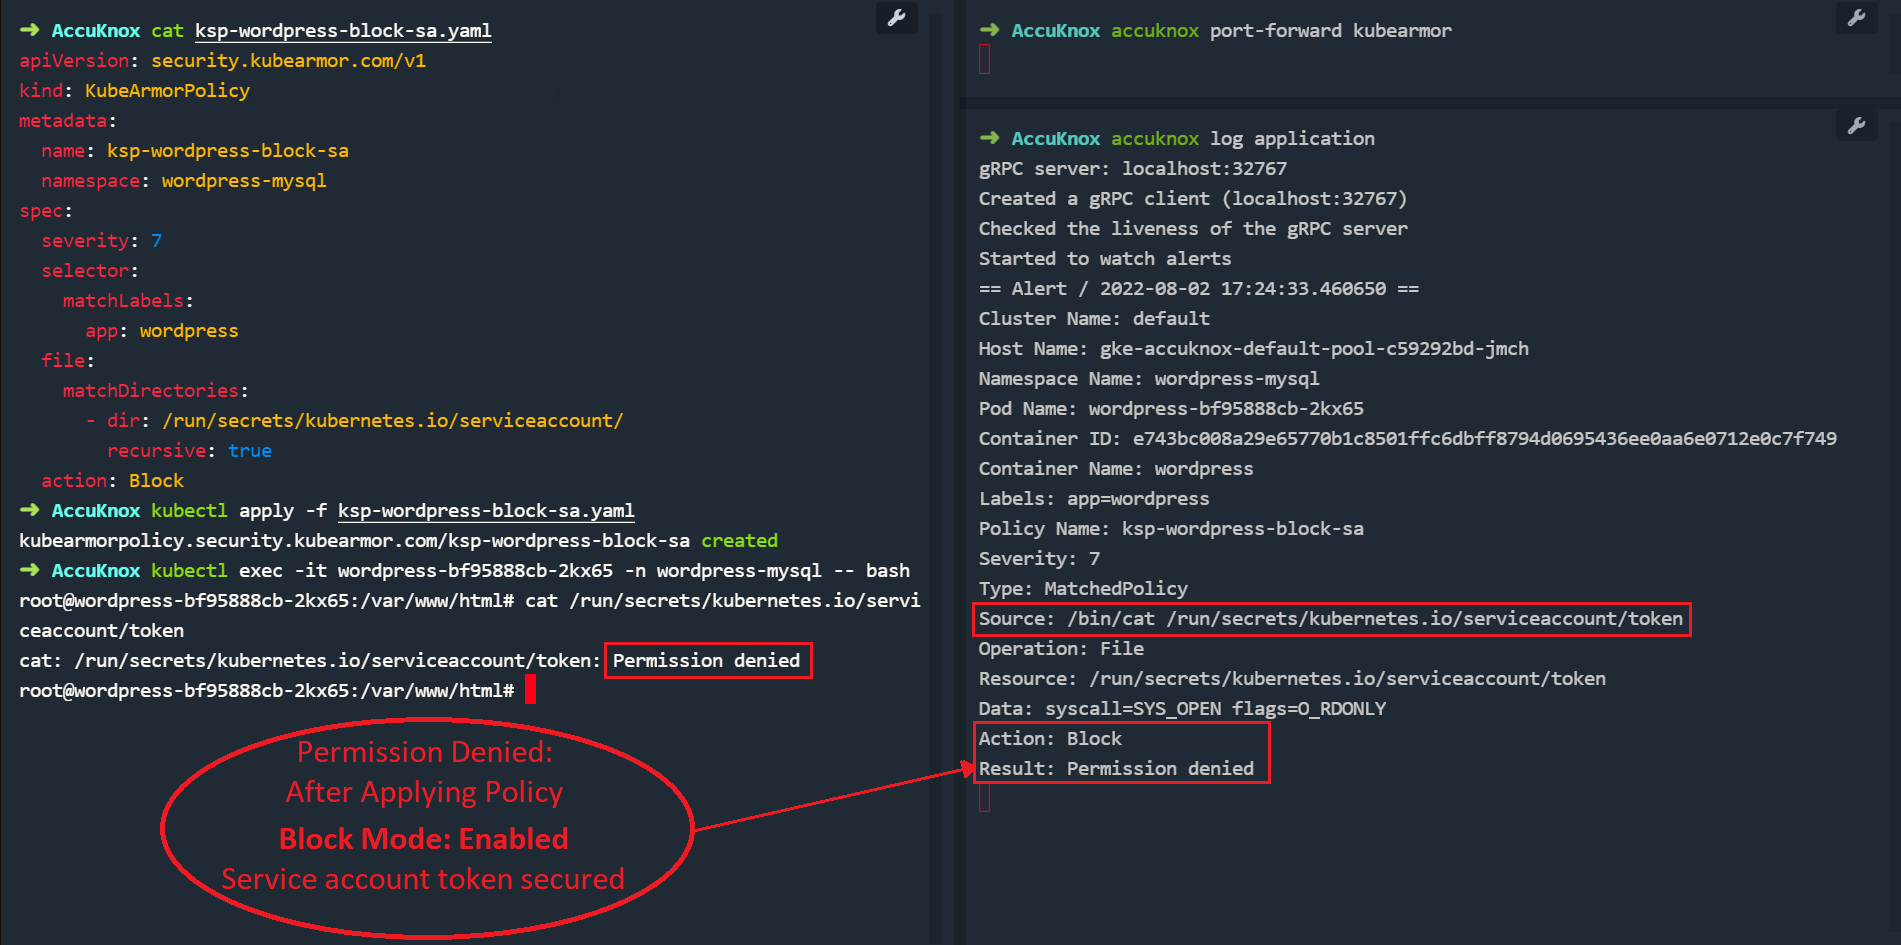 ➜ AccuKnox cat ksp-wordpress-block-sa.yaml
apiVersion: security.kubearmor.com/v1
kind: KubeArmorPolicy
metadata:
  name: ksp-wordpress-block-sa
  namespace: wordpress-mysql
spec:
  severity: 7
  selector:
    matchLabels:
      app: wordpress
  file:
    matchDirectories:
      - dir: /run/secrets/kubernetes.io/serviceaccount/
        recursive: true
  action: Block
➜ AccuKnox kubectl apply -f ksp-wordpress-block-sa.yaml
kubearmorpolicy.security.kubearmor.com/ksp-wordpress-block-sa created
➜ AccuKnox kubectl exec -it wordpress-bf95888cb-2kx65 -n wordpress-mysql -- bash
root@wordpress-bf95888cb-2kx65:/var/www/html# cat /run/secrets/kubernetes.io/servi
ceaccount/token
cat: /run/secrets/kubernetes.io/serviceaccount/token: Permission denied
root@wordpress-bf95888cb-2kx65:/var/www/html#
Permission Denied:
After Applying Policy
Block Mode: Enabled
Service account token secured
➜ AccuKnox accuknox port-forward kubearmor
➜ AccuKnox accuknox log application
gRPC server: localhost:32767
Created a gRPC client (localhost:32767)
Checked the liveness of the gRPC server
Started to watch alerts
== Alert / 2022-08-02 17:24:33.460650 ==
Cluster Name: default
Host Name: gke-accuknox-default-pool-c59292bd-jmch
Namespace Name: wordpress-mysql
Pod Name: wordpress-bf95888cb-2kx65
Container ID: e743bc008a29e65770b1c8501ffc6dbff8794d0695436ee0aa6e0712e0c7f749
Container Name: wordpress
Labels: app=wordpress
Policy Name: ksp-wordpress-block-sa
Severity: 7
Type: MatchedPolicy
Source: /bin/cat /run/secrets/kubernetes.io/serviceaccount/token
Operation: File
Resource: /run/secrets/kubernetes.io/serviceaccount/token
Data: syscall=SYS_OPEN flags=O_RDONLY
Action: Block
Result: Permission denied